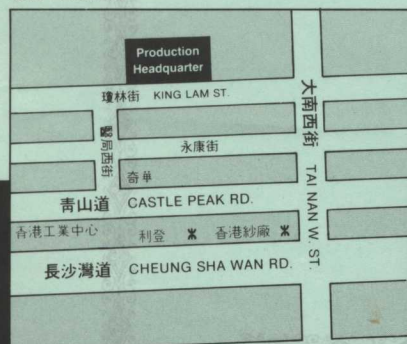 Production
Headquarter
瓊林街 KING LAM ST.
大南西街 TAI NAN W. ST.
醫局西街
永康街
奇華
青山道 CASTLE PEAK RD.
香港工業中心 利登 香港紗廠
長沙灣道 CHEUNG SHA WAN RD.